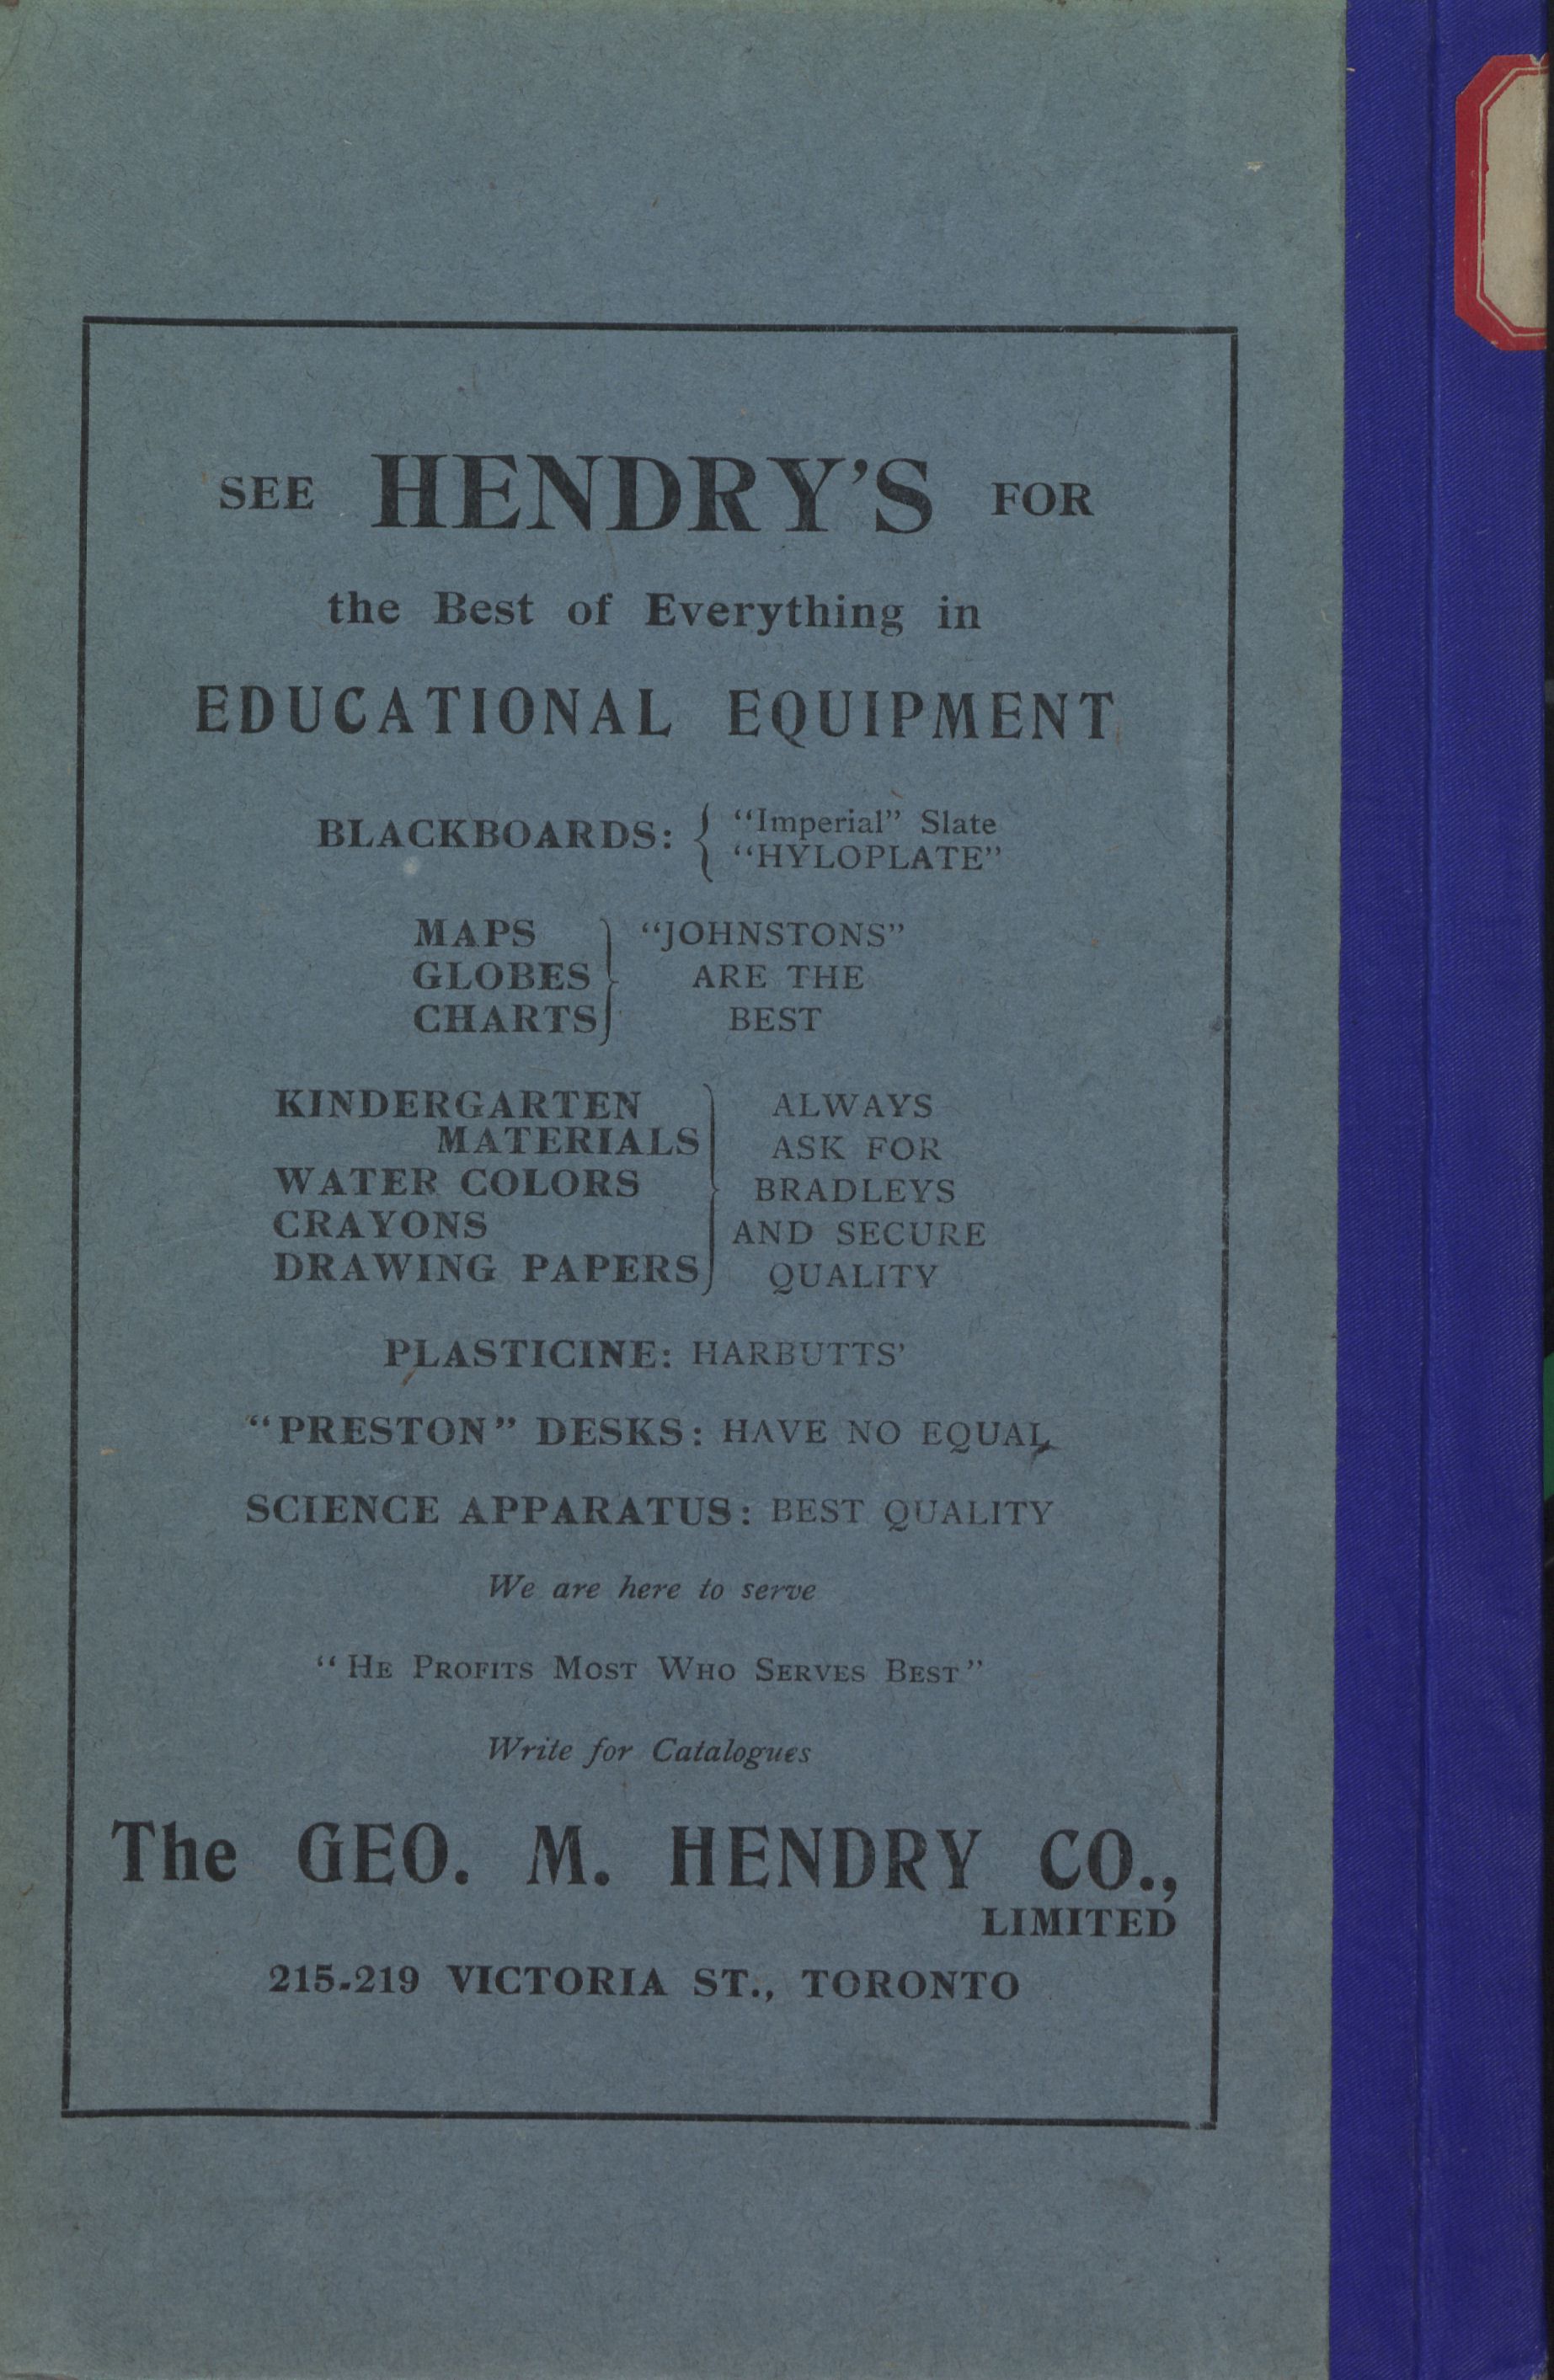 SEE HENDRY'S FOR
the Best of Everything in
EDUCATIONAL EQUIPMENT
BLACKBOARDS: { "Imperial" Slate
"HYLOPLATE"
MAPS } "JOHNSTONS"
GLOBES ARE THE
CHARTS BEST
KINDERGARTEN } ALWAYS
MATERIALS ASK FOR
WATER COLORS BRADLEYS
CRAYONS AND SECURE
DRAWING PAPERS QUALITY
PLASTICINE: HARBUTTS'
"PRESTON" DESKS: HAVE NO EQUAL
SCIENCE APPARATUS: BEST QUALITY
We are here to serve
"HE PROFITS MOST WHO SERVES BEST"
Write for Catalogues
The GEO. M. HENDRY CO.,
LIMITED
215-219 VICTORIA ST., TORONTO